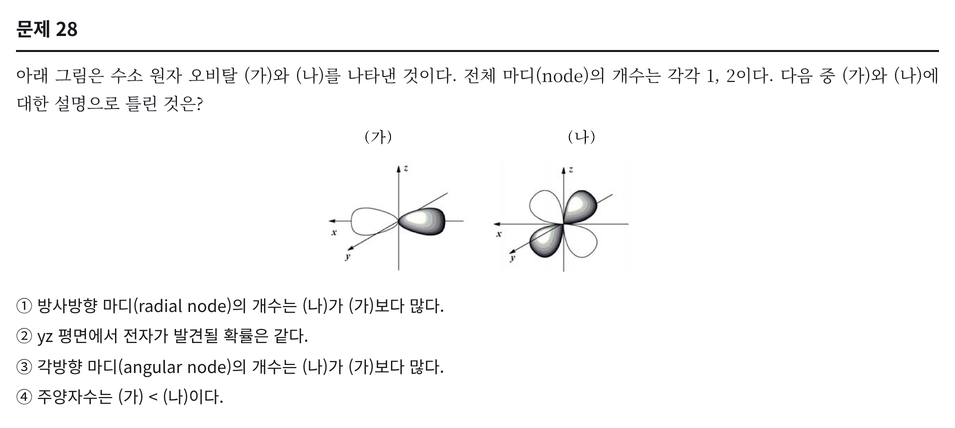 문제 28
아래 그림은 수소 원자 오비탈 (가)와 (나)를 나타낸 것이다. 전체 마디(node)의 개수는 각각 1, 2이다. 다음 중 (가)와 (나)에
대한 설명으로 틀린 것은?
(가) (나)
z z
x x
y y
① 방사방향 마디(radial node)의 개수는 (나)가 (가)보다 많다.
② yz 평면에서 전자가 발견될 확률은 같다.
③ 각방향 마디(angular node)의 개수는 (나)가 (가)보다 많다.
④ 주양자수는 (가) < (나)이다.